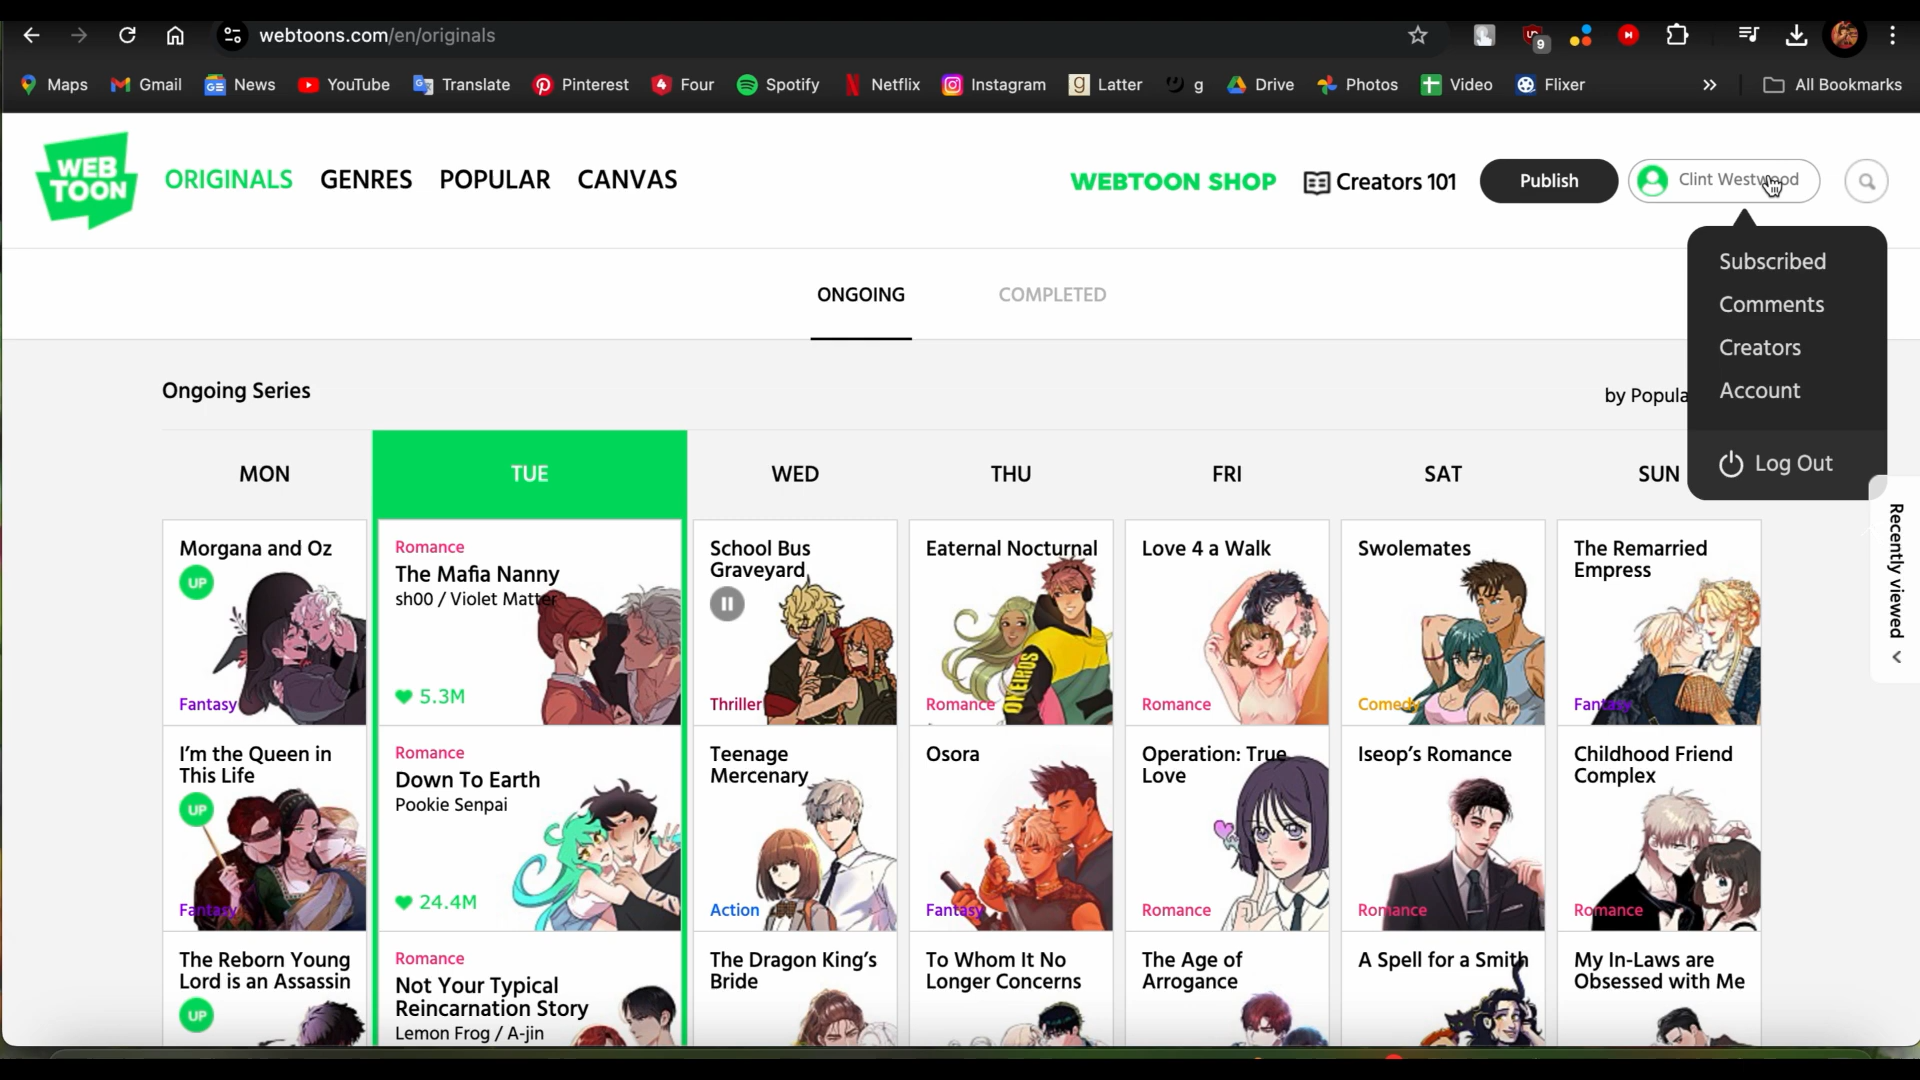 webtoons.com/en/originals
9
Maps
Gmail
News
YouTube
Translate
Pinterest
Four
Spotify
Netflix
Instagram
Latter
g
Drive
Photos
Video
Flixer
All Bookmarks
WEB
TOON
ORIGINALS
GENRES
POPULAR
CANVAS
WEBTOON SHOP
Creators 101
Publish
Clint Westwood
Subscribed
Comments
Creators
Account
Log Out
ONGOING
COMPLETED
Ongoing Series
by Popula
Recently viewed
MON
TUE
WED
THU
FRI
SAT
SUN
Morgana and Oz
UP
Fantasy
Romance
The Mafia Nanny
sh00 / Violet Matter
5.3M
School Bus
Graveyard
Thriller
Eaternal Nocturnal
Romance
Love 4 a Walk
Romance
Swolemates
Comedy
The Remarried
Empress
Fantasy
I'm the Queen in
This Life
UP
Fantasy
Romance
Down To Earth
Pookie Senpai
24.4M
Teenage
Mercenary
Action
Osora
Fantasy
Operation: True
Love
Romance
Iseop's Romance
Romance
Childhood Friend
Complex
Romance
The Reborn Young
Lord is an Assassin
UP
Romance
Not Your Typical
Reincarnation Story
Lemon Frog / A-jin
The Dragon King's
Bride
To Whom It No
Longer Concerns
The Age of
Arrogance
A Spell for a Smith
My In-Laws are
Obsessed with Me